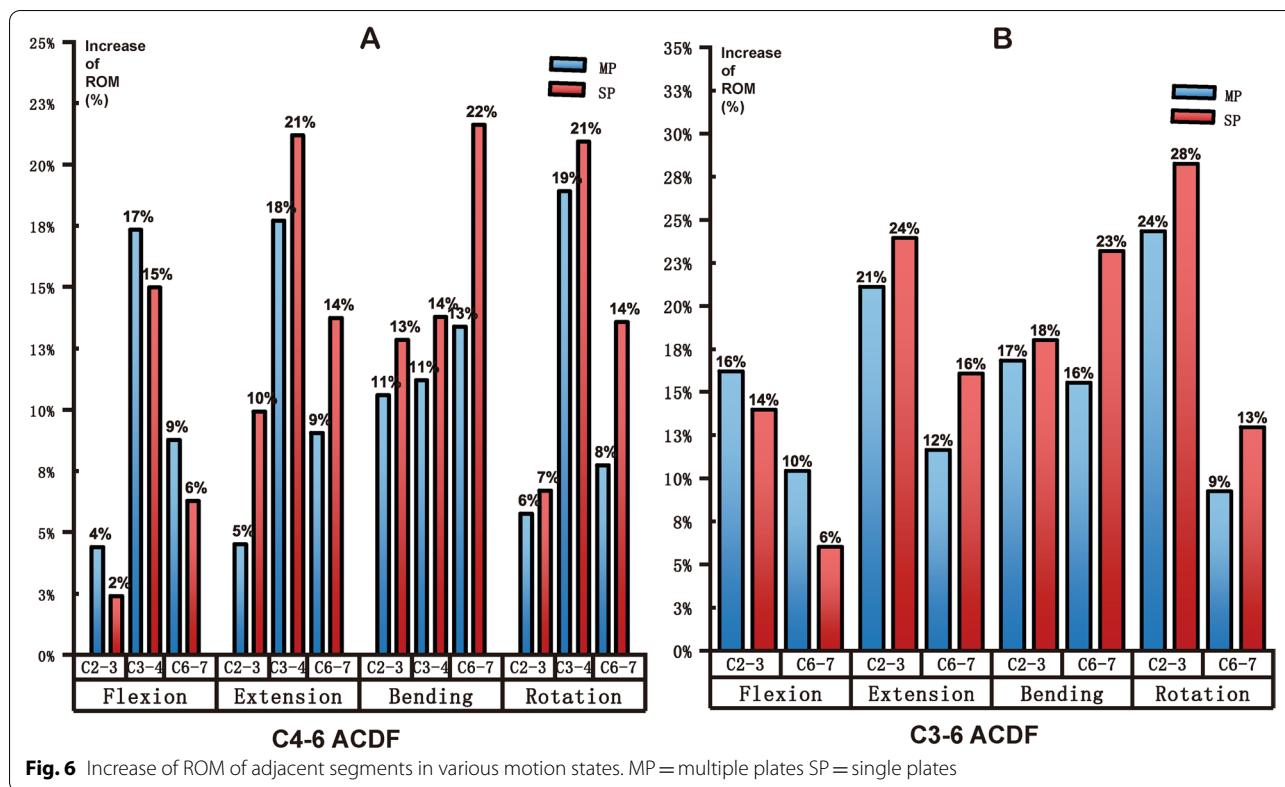 A
Increase
of
ROM
(%)
MP
SP
25%
23%
20%
18%
15%
13%
10%
8%
5%
3%
0%
4% 2% 17% 15% 9% 6%
5% 10% 18% 21% 9% 14%
11% 13% 11% 14% 13% 22%
6% 7% 19% 21% 8% 14%
C2-3 C3-4 C6-7 C2-3 C3-4 C6-7 C2-3 C3-4 C6-7 C2-3 C3-4 C6-7
Flexion Extension Bending Rotation
C4-6 ACDF
B
Increase
of
ROM
(%)
MP
SP
35%
33%
30%
28%
25%
23%
20%
18%
15%
13%
10%
8%
5%
3%
0%
16% 14% 10% 6%
21% 24% 12% 16%
17% 18% 16% 23%
24% 28% 9% 13%
C2-3 C6-7 C2-3 C6-7 C2-3 C6-7 C2-3 C6-7
Flexion Extension Bending Rotation
C3-6 ACDF
Fig. 6 Increase of ROM of adjacent segments in various motion states. MP = multiple plates SP = single plates